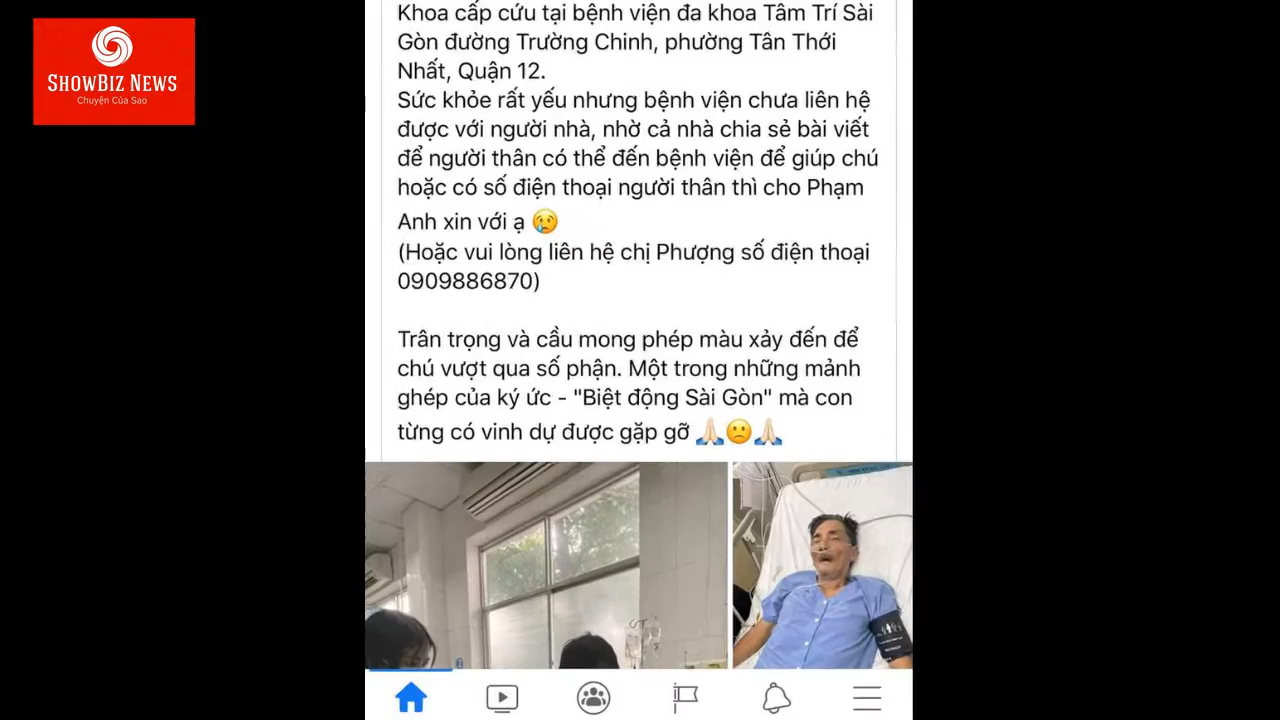 SHOWBIZ NEWS
Chuyện Của Sao
Khoa cấp cứu tại bệnh viện đa khoa Tâm Trí Sài
Gòn đường Trường Chinh, phường Tân Thới
Nhất, Quận 12.
Sức khỏe rất yếu nhưng bệnh viện chưa liên hệ
được với người nhà, nhờ cả nhà chia sẻ bài viết
để người thân có thể đến bệnh viện để giúp chú
hoặc có số điện thoại người thân thì cho Phạm
Anh xin với ạ 😢
(Hoặc vui lòng liên hệ chị Phượng số điện thoại
0909886870)
Trân trọng và cầu mong phép màu xảy đến để
chú vượt qua số phận. Một trong những mảnh
ghép của ký ức - "Biệt động Sài Gòn" mà con
từng có vinh dự được gặp gỡ 🙏🏻🙁🙏🏻